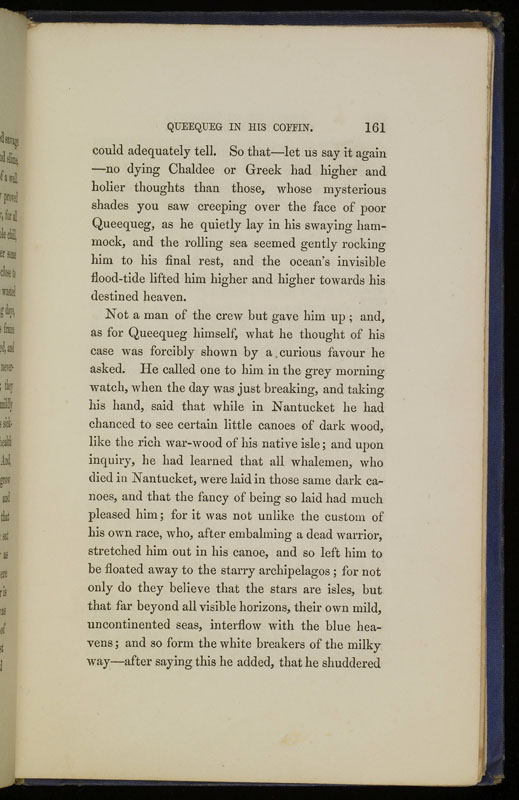 QUEEQUEG IN HIS COFFIN. 161
could adequately tell. So that—let us say it again
—no dying Chaldee or Greek had higher and
holier thoughts than those, whose mysterious
shades you saw creeping over the face of poor
Queequeg, as he quietly lay in his swaying ham-
mock, and the rolling sea seemed gently rocking
him to his final rest, and the ocean's invisible
flood-tide lifted him higher and higher towards his
destined heaven.
Not a man of the crew but gave him up; and,
as for Queequeg himself, what he thought of his
case was forcibly shown by a curious favour he
asked. He called one to him in the grey morning
watch, when the day was just breaking, and taking
his hand, said that while in Nantucket he had
chanced to see certain little canoes of dark wood,
like the rich war-wood of his native isle; and upon
inquiry, he had learned that all whalemen, who
died in Nantucket, were laid in those same dark ca-
noes, and that the fancy of being so laid had much
pleased him; for it was not unlike the custom of
his own race, who, after embalming a dead warrior,
stretched him out in his canoe, and so left him to
be floated away to the starry archipelagos; for not
only do they believe that the stars are isles, but
that far beyond all visible horizons, their own mild,
uncontinented seas, interflow with the blue hea-
vens; and so form the white breakers of the milky
way—after saying this he added, that he shuddered